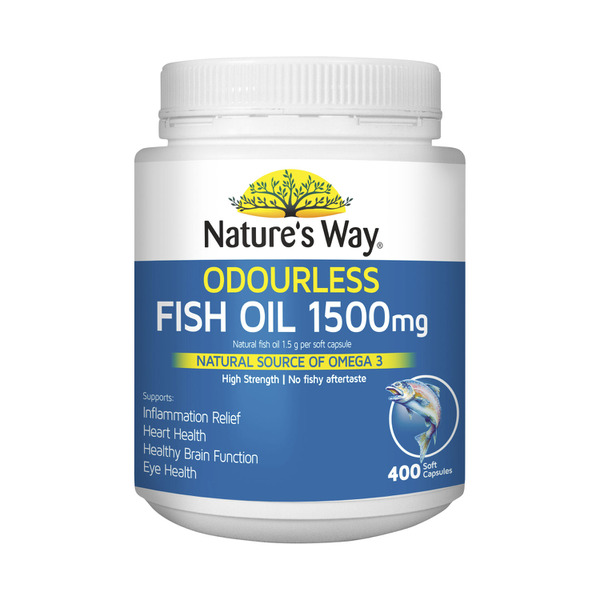 Nature's Way®
ODOURLESS
FISH OIL 1500mg
Natural fish oil 1.5 g per soft capsule
NATURAL SOURCE OF OMEGA 3
High Strength | No fishy aftertaste
Supports:
Inflammation Relief
Heart Health
Healthy Brain Function
Eye Health
400 Soft Capsules